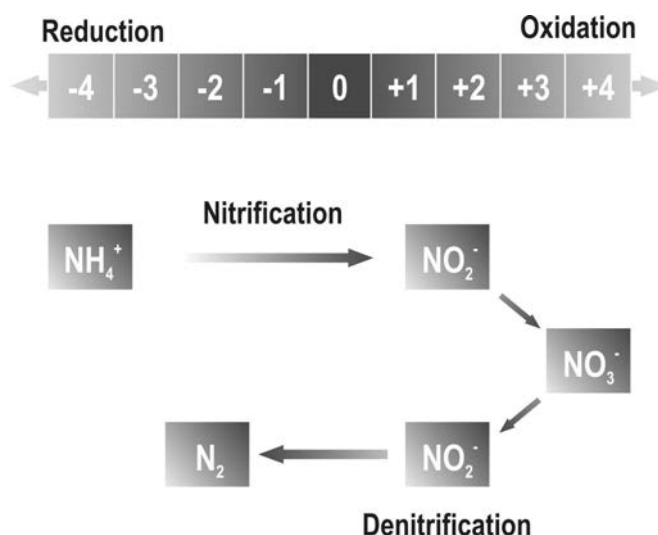 Reduction
Oxidation
-4 -3 -2 -1 0 +1 +2 +3 +4
Nitrification
NH₄⁺
NO₂⁻
NO₃⁻
N₂
NO₂⁻
Denitrification